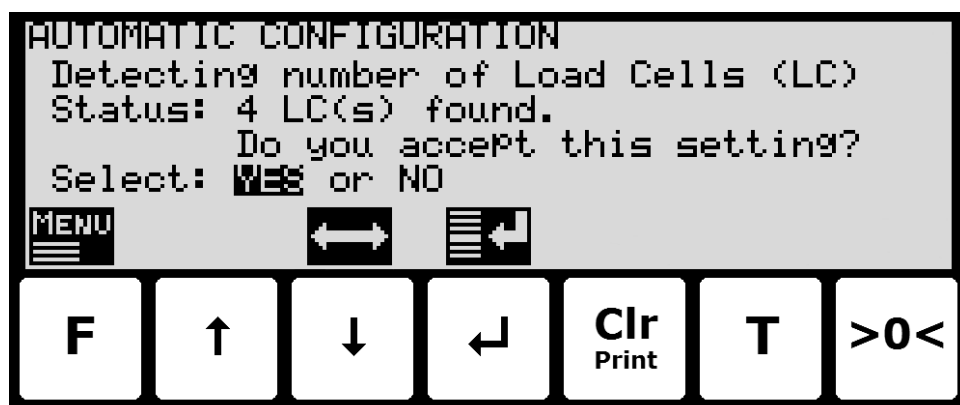 AUTOMATIC CONFIGURATION
Detecting number of Load Cells (LC)
Status: 4 LC(s) found.
Do you accept this setting?
Select: YES or NO
MENU
F ↑ ↓ ↵ Clr T >0<
Print